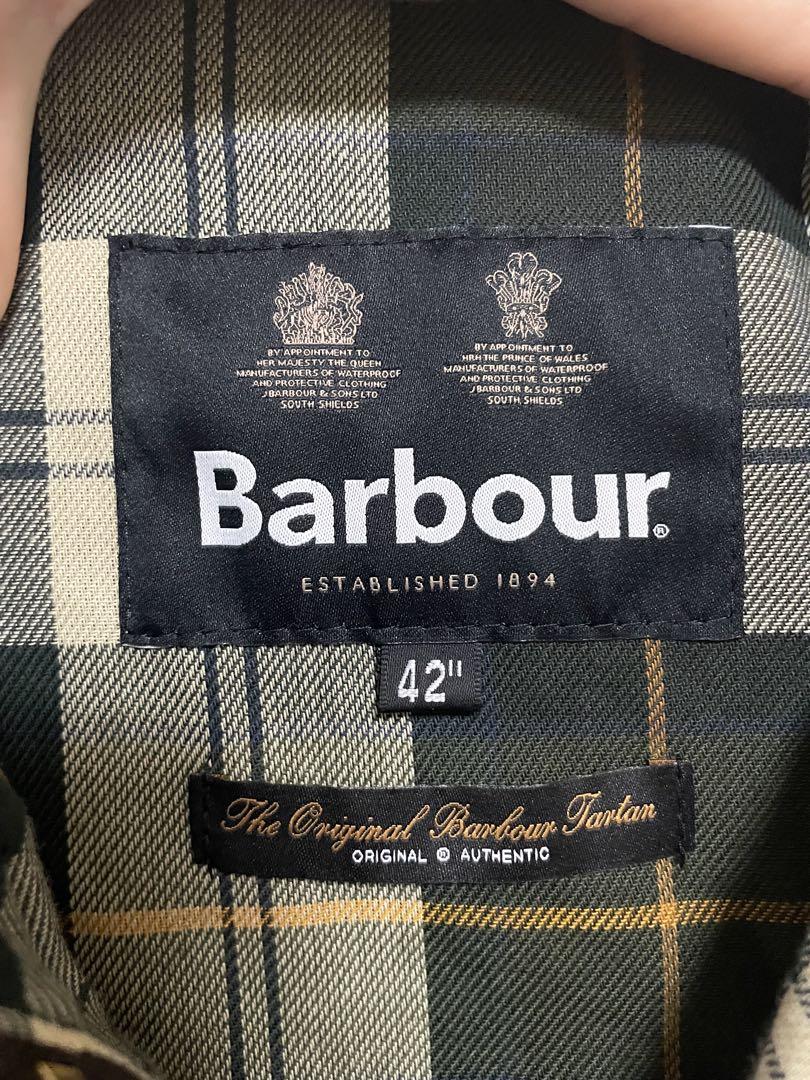 BY APPOINTMENT TO
HER MAJESTY THE QUEEN
MANUFACTURERS OF WATERPROOF
AND PROTECTIVE CLOTHING
J BARBOUR & SONS LTD
SOUTH SHIELDS
BY APPOINTMENT TO
HRH THE PRINCE OF WALES
MANUFACTURERS OF WATERPROOF
AND PROTECTIVE CLOTHING
J BARBOUR & SONS LTD
SOUTH SHIELDS
Barbour®
ESTABLISHED 1894
42"
The Original Barbour Tartan
ORIGINAL ® AUTHENTIC